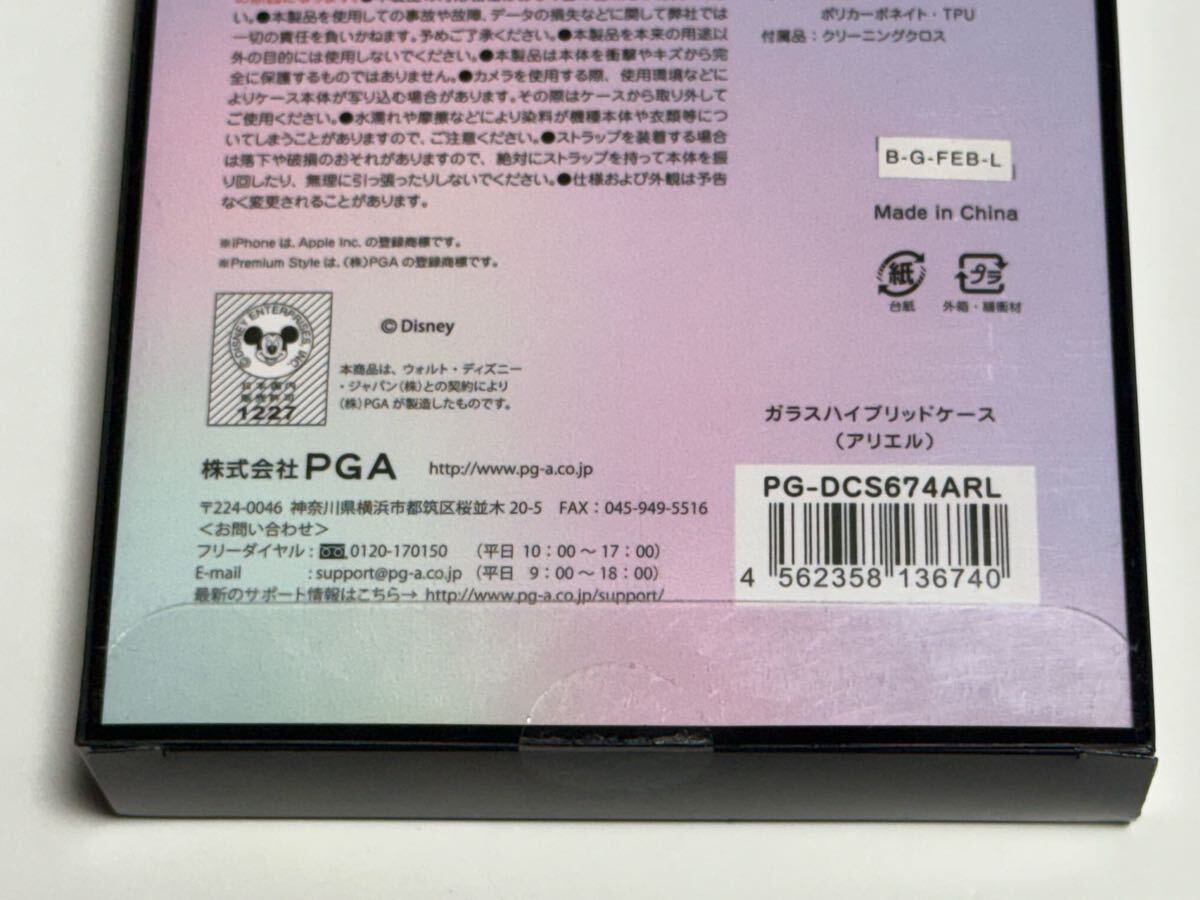 い。●本製品を使用しての事故や故障、データの損失などに関して弊社では
一切の責任を負いかねます。予めご了承ください。●本製品を本来の用途以
外の目的には使用しないでください。●本製品は本体を衝撃やキズから完
全に保護するものではありません。●カメラを使用する際、使用環境などに
よりケース本体が写り込む場合があります。その際はケースから取り外して
ご使用ください。●水濡れや摩擦などにより染料が機種本体や衣類等につ
いてしまうことがありますので、ご注意ください。●ストラップを装着する場合
は落下や破損のおそれがありますので、絶対にストラップを持って本体を振
り回したり、無理に引っ張ったりしないでください。●仕様および外観は予告
なく変更されることがあります。
※iPhoneは、Apple Inc. の登録商標です。
※Premium Styleは、(株)PGAの登録商標です。
ポリカーボネイト・TPU
付属品：クリーニングクロス
B-G-FEB-L
Made in China
紙
台紙
プラ
外箱・緩衝材
©DISNEY ENTERPRISES INC.
日本国内
販売許可
1227
©Disney
本商品は、ウォルト・ディズニー
・ジャパン(株)との契約により
(株)PGAが製造したものです。
株式会社 PGA http://www.pg-a.co.jp
〒224-0046 神奈川県横浜市都筑区桜並木 20-5 FAX：045-949-5516
＜お問い合わせ＞
フリーダイヤル：0120-170150 （平日 10：00～17：00）
E-mail ：support@pg-a.co.jp （平日 9：00～18：00）
最新のサポート情報はこちら→ http://www.pg-a.co.jp/support/
ガラスハイブリッドケース
（アリエル）
PG-DCS674ARL
4 562358 136740